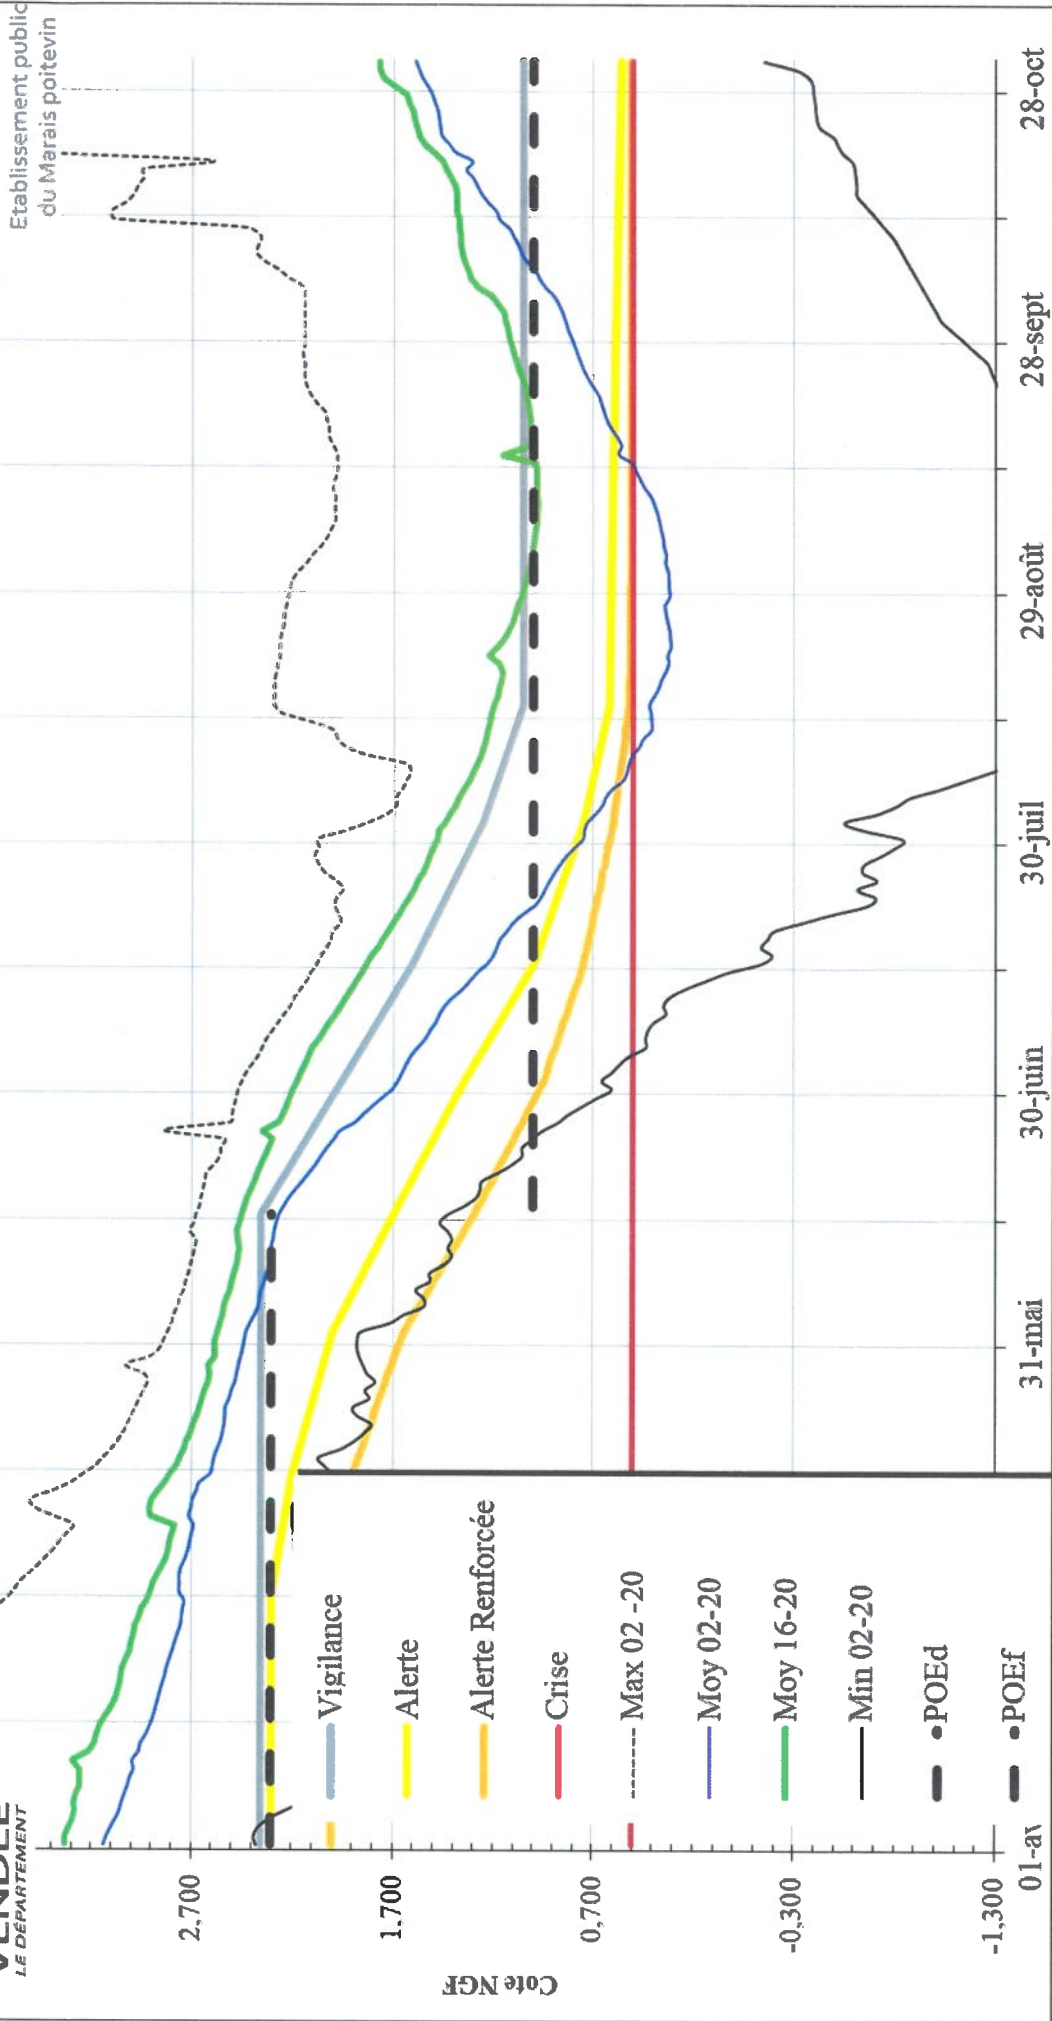 LE DÉPARTEMENT
Etablissement public
du Marais poitevin
2,700
1.700
0,700
-0,300
-1,300
Cote NGF
Vigilance
Alerte
Alerte Renforcée
Crise
Max 02 -20
Moy 02-20
Moy 16-20
Min 02-20
POEd
POEf
01-av
31-mai
30-juin
30-juil
29-août
28-sept
28-oct